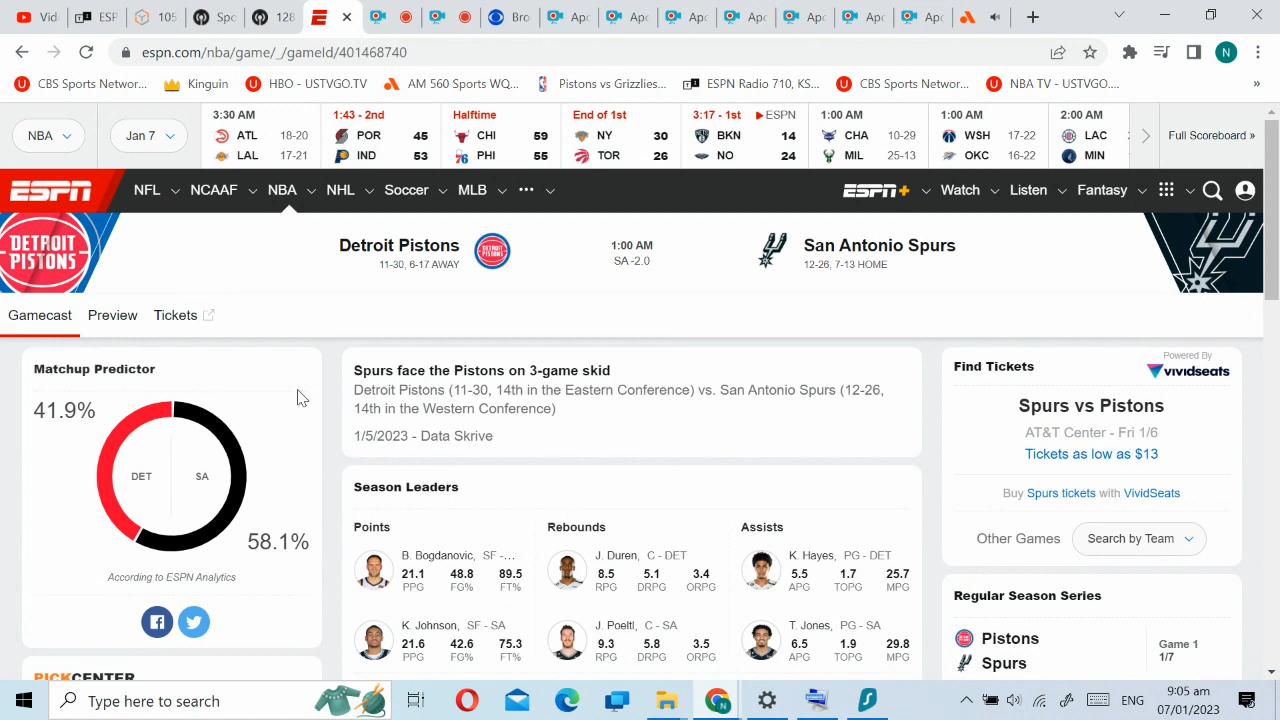 Vid
ESP
105
Spc
128
Bro
Apc
Apc
Apc
Apc
Apc
Apc
Apc
espn.com/nba/game/_/gameId/401468740
N
CBS Sports Networ...
Kinguin
HBO - USTVGO.TV
AM 560 Sports WQ...
Pistons vs Grizzlies...
ESPN Radio 710, KS...
CBS Sports Networ...
NBA TV - USTVGO....
»
NBA
Jan 7
3:30 AM
ATL 18-20
LAL 17-21
1:43 - 2nd
POR 45
IND 53
Halftime
CHI 59
PHI 55
End of 1st
NY 30
TOR 26
3:17 - 1st ESPN
BKN 14
NO 24
1:00 AM
CHA 10-29
MIL 25-13
1:00 AM
WSH 17-22
OKC 16-22
2:00 AM
LAC
MIN
Full Scoreboard »
ESPN
NFL NCAAF NBA NHL Soccer MLB ••• ESPN+ Watch Listen Fantasy
DETROIT
PISTONS
Detroit Pistons
11-30, 6-17 AWAY
DETROIT
PISTONS
1:00 AM
SA -2.0
San Antonio Spurs
12-26, 7-13 HOME
Gamecast Preview Tickets
Matchup Predictor
41.9%
DET SA
58.1%
According to ESPN Analytics
PICKCENTER
Spurs face the Pistons on 3-game skid
Detroit Pistons (11-30, 14th in the Eastern Conference) vs. San Antonio Spurs (12-26,
14th in the Western Conference)
1/5/2023 - Data Skrive
Season Leaders
Points
B. Bogdanovic, SF -...
21.1 48.8 89.5
PPG FG% FT%
K. Johnson, SF - SA
21.6 42.6 75.3
PPG FG% FT%
Rebounds
J. Duren, C - DET
8.5 5.1 3.4
RPG DRPG ORPG
J. Poeltl, C - SA
9.3 5.8 3.5
RPG DRPG ORPG
Assists
K. Hayes, PG - DET
5.5 1.7 25.7
APG TOPG MPG
T. Jones, PG - SA
6.5 1.9 29.8
APG TOPG MPG
Find Tickets
Powered By
vividseats
Spurs vs Pistons
AT&T Center - Fri 1/6
Tickets as low as $13
Buy Spurs tickets with VividSeats
Other Games Search by Team
Regular Season Series
Pistons
Spurs
Game 1
1/7
Type here to search
ENG
9:05 am
07/01/2023